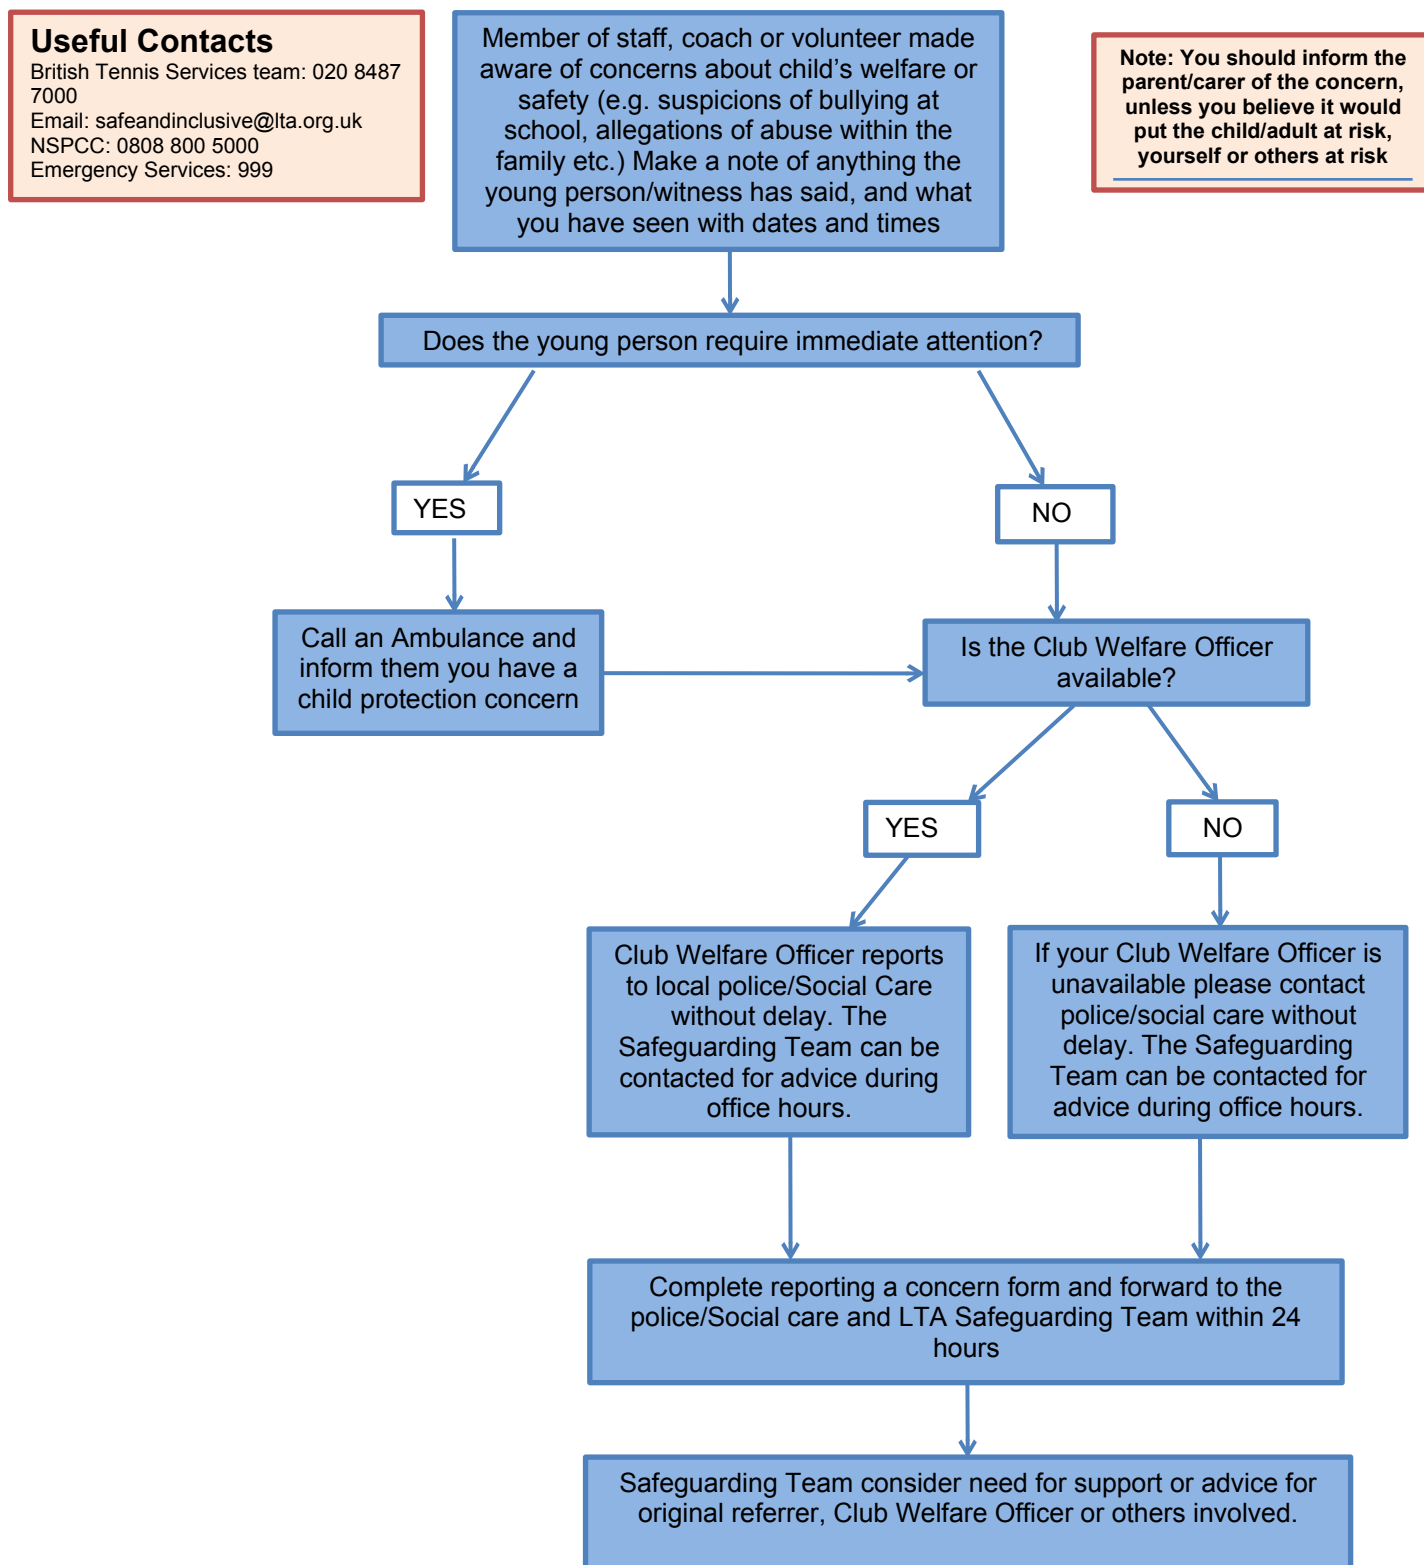 Useful Contacts
British Tennis Services team: 020 8487
7000
Email: safeandinclusive@lta.org.uk
NSPCC: 0808 800 5000
Emergency Services: 999
Member of staff, coach or volunteer made
aware of concerns about child's welfare or
safety (e.g. suspicions of bullying at
school, allegations of abuse within the
family etc.) Make a note of anything the
young person/witness has said, and what
you have seen with dates and times
Note: You should inform the
parent/carer of the concern,
unless you believe it would
put the child/adult at risk,
yourself or others at risk
Does the young person require immediate attention?
YES
NO
Call an Ambulance and
inform them you have a
child protection concern
Is the Club Welfare Officer
available?
YES
NO
Club Welfare Officer reports
to local police/Social Care
without delay. The
Safeguarding Team can be
contacted for advice during
office hours.
If your Club Welfare Officer is
unavailable please contact
police/social care without
delay. The Safeguarding
Team can be contacted for
advice during office hours.
Complete reporting a concern form and forward to the
police/Social care and LTA Safeguarding Team within 24
hours
Safeguarding Team consider need for support or advice for
original referrer, Club Welfare Officer or others involved.